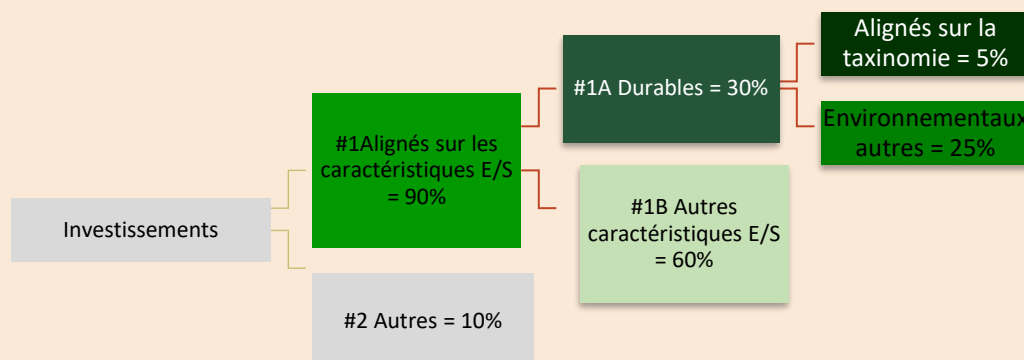 Investissements
#1Alignés sur les
caractéristiques E/S
= 90%
#2 Autres = 10%
#1A Durables = 30%
#1B Autres
caractéristiques E/S
= 60%
Alignés sur la
taxinomie = 5%
Environnementaux
autres = 25%